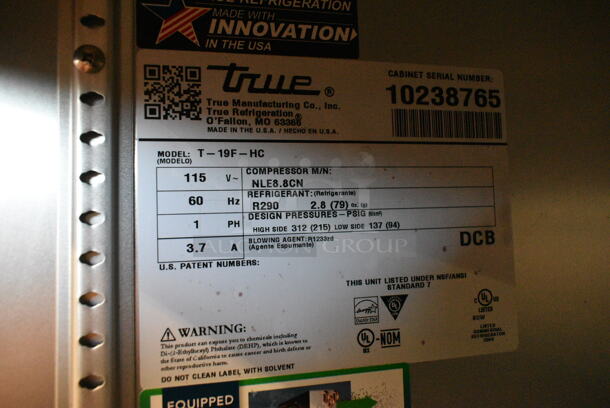 REFRIGERATION
MADE WITH
INNOVATION
IN THE USA
true®
True Manufacturing Co., Inc.
True Refrigeration®
O'Fallon, MO 63366
MADE IN U.S.A. / HECHO EN U.S.A.
CABINET SERIAL NUMBER:
10238765
MODEL: T-19F-HC
(MODELO)
115 V~
COMPRESSOR M/N:
NLE8.8CN
60 Hz
REFRIGERANT: (Refrigerante)
R290 2.8 (79) oz. (g)
1 PH
DESIGN PRESSURES-PSIG
HIGH SIDE 312 (215) LOW SIDE 137 (94)
3.7 A
BLOWING AGENT: R1233zd
(Agente Espumante)
DCB
GROUP
U.S. PATENT NUMBERS:
THIS UNIT LISTED UNDER NSF/ANSI
STANDARD 7
WARNING:
This product can expose you to chemicals including
Di-(2-Ethylhexyl) Phthalate (DEHP), which is known to
the State of California to cause cancer and birth defects or
other reproductive harm.
DO NOT CLEAN LABEL WITH SOLVENT
UL -NOM
C UL US
LISTED
EQUIPPED